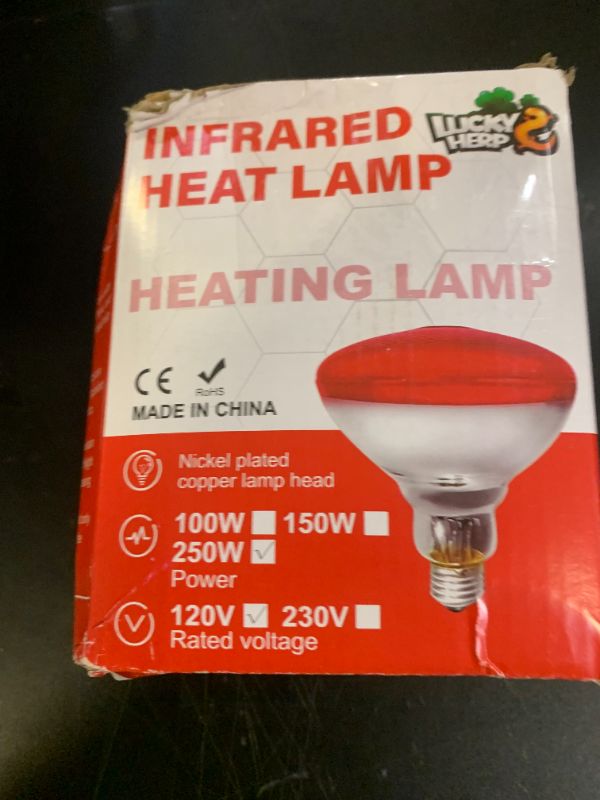 INFRARED
HEAT LAMP
LUCKY
HERP
HEATING LAMP
CE
RoHS
MADE IN CHINA
Nickel plated
copper lamp head
100W 150W
250W
Power
120V 230V
Rated voltage